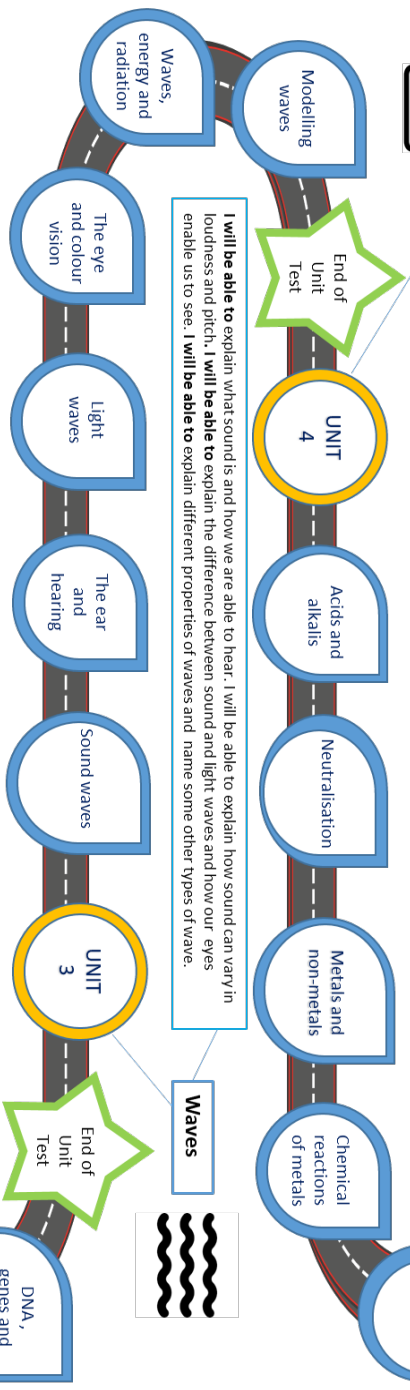 Modelling
waves
End of
Unit
Test
UNIT
4
Acids and
alkalis
Neutralisation
Metals and
non-metals
Chemical
reactions
of metals
I will be able to explain what sound is and how we are able to hear. I will be able to explain how sound can vary in
loudness and pitch. I will be able to explain the difference between sound and light waves and how our eyes
enable us to see. I will be able to explain different properties of waves and name some other types of wave.
Waves
Waves,
energy and
radiation
The eye
and colour
vision
Light
waves
The ear
and
hearing
Sound waves
UNIT
3
End of
Unit
Test
DNA,
genes and